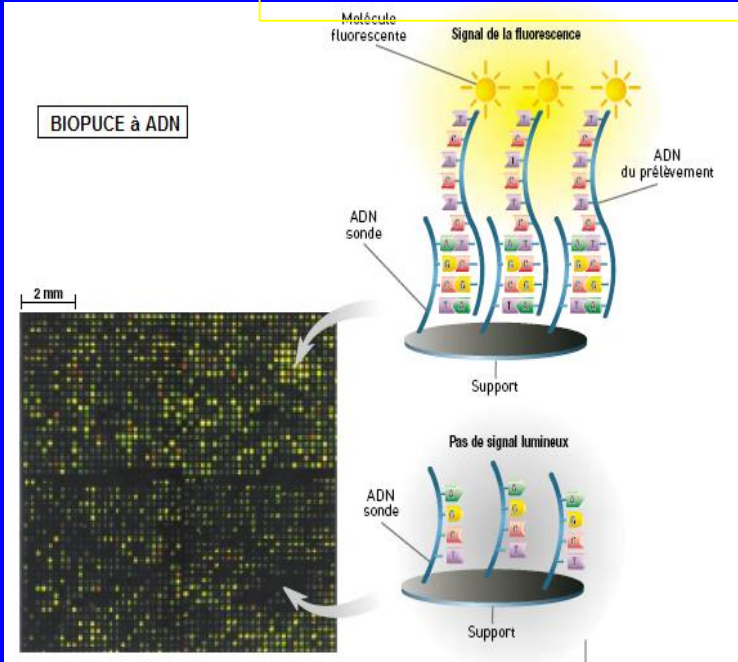 Molécule
fluorescente
Signal de la fluorescence
BIOPUCE à ADN
T
T
T
C
C
C
T
T
T
G
G
G
T
T
T
ADN
du prélèvement
C
C
C
ADN
sonde
A T
A T
A T
G C
G C
G C
C G
C G
C G
T A
T A
T A
2 mm
Support
Pas de signal lumineux
ADN
sonde
A
A
A
G
G
G
C
C
C
T
T
T
Support